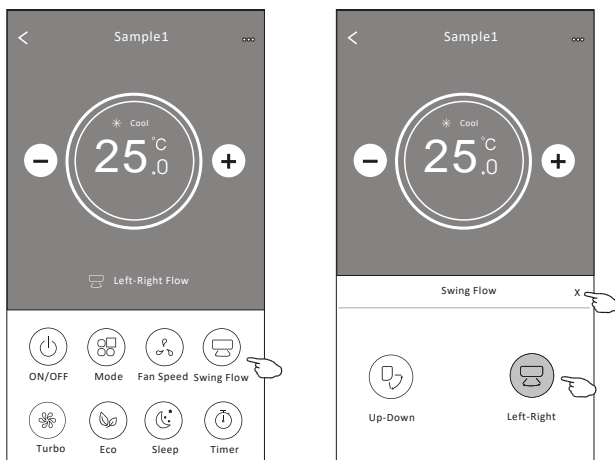 Sample1
Cool
25.0°C
Left-Right Flow
ON/OFF Mode Fan Speed Swing Flow
Turbo Eco Sleep Timer
Sample1
Cool
25.0°C
Swing Flow X
Up-Down Left-Right